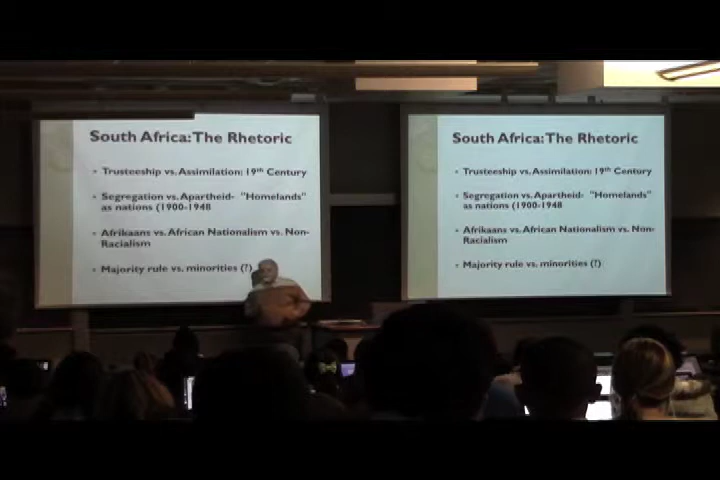 South Africa: The Rhetoric
• Trusteeship vs. Assimilation: 19th Century
• Segregation vs. Apartheid- "Homelands"
as nations (1900-1948
• Afrikaans vs. African Nationalism vs. Non-
Racialism
• Majority rule vs. minorities (?)
South Africa: The Rhetoric
• Trusteeship vs. Assimilation: 19th Century
• Segregation vs. Apartheid- "Homelands"
as nations (1900-1948
• Afrikaans vs. African Nationalism vs. Non-
Racialism
• Majority rule vs. minorities (?)